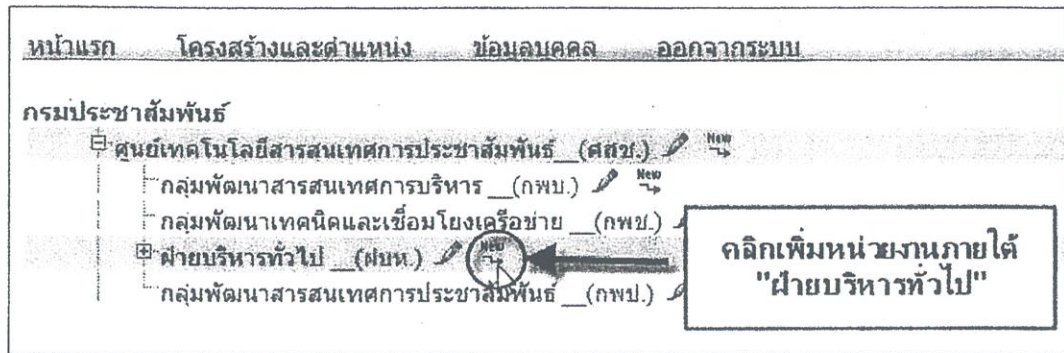 หน้าแรก โครงสร้างและตำแหน่ง ข้อมูลบุคคล ออกจากระบบ
กรมประชาสัมพันธ์
ศูนย์เทคโนโลยีสารสนเทศการประชาสัมพันธ์__(ศสช.) New
กลุ่มพัฒนาสารสนเทศการบริหาร __(กพบ.) New
กลุ่มพัฒนาเทคนิคและเชื่อมโยงเครือข่าย __(กพช.)
ฝ่ายบริหารทั่วไป __(ฝบห.) New
กลุ่มพัฒนาสารสนเทศการประชาสัมพันธ์ __(กพป.)
คลิกเพิ่มหน่วยงานภายใต้
"ฝ่ายบริหารทั่วไป"